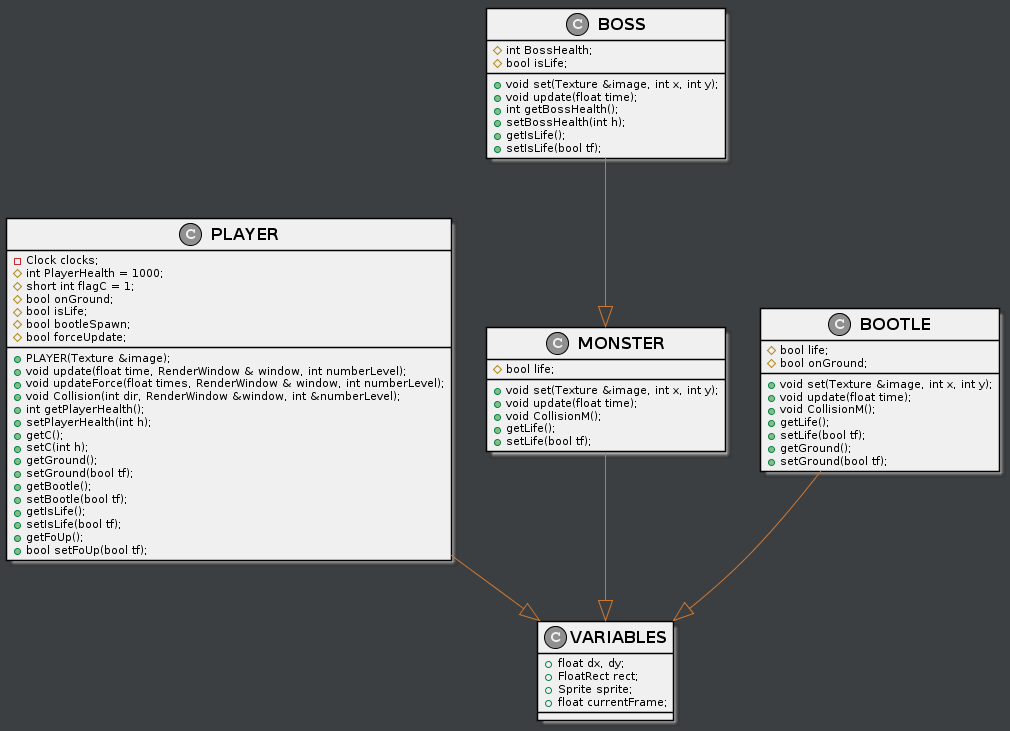 C BOSS
int BossHealth;
bool isLife;
void set(Texture &image, int x, int y);
void update(float time);
int getBossHealth();
setBossHealth(int h);
getIsLife();
setIsLife(bool tf);
C PLAYER
Clock clocks;
int PlayerHealth = 1000;
short int flagC = 1;
bool onGround;
bool isLife;
bool bootleSpawn;
bool forceUpdate;
PLAYER(Texture &image);
void update(float time, RenderWindow & window, int numberLevel);
void updateForce(float times, RenderWindow & window, int numberLevel);
void Collision(int dir, RenderWindow &window, int &numberLevel);
int getPlayerHealth();
setPlayerHealth(int h);
getC();
setC(int h);
getGround();
setGround(bool tf);
getBootle();
setBootle(bool tf);
getIsLife();
setIsLife(bool tf);
getFoUp();
bool setFoUp(bool tf);
C MONSTER
bool life;
void set(Texture &image, int x, int y);
void update(float time);
void CollisionM();
getLife();
setLife(bool tf);
C BOOTLE
bool life;
bool onGround;
void set(Texture &image, int x, int y);
void update(float time);
void CollisionM();
getLife();
setLife(bool tf);
getGround();
setGround(bool tf);
C VARIABLES
float dx, dy;
FloatRect rect;
Sprite sprite;
float currentFrame;